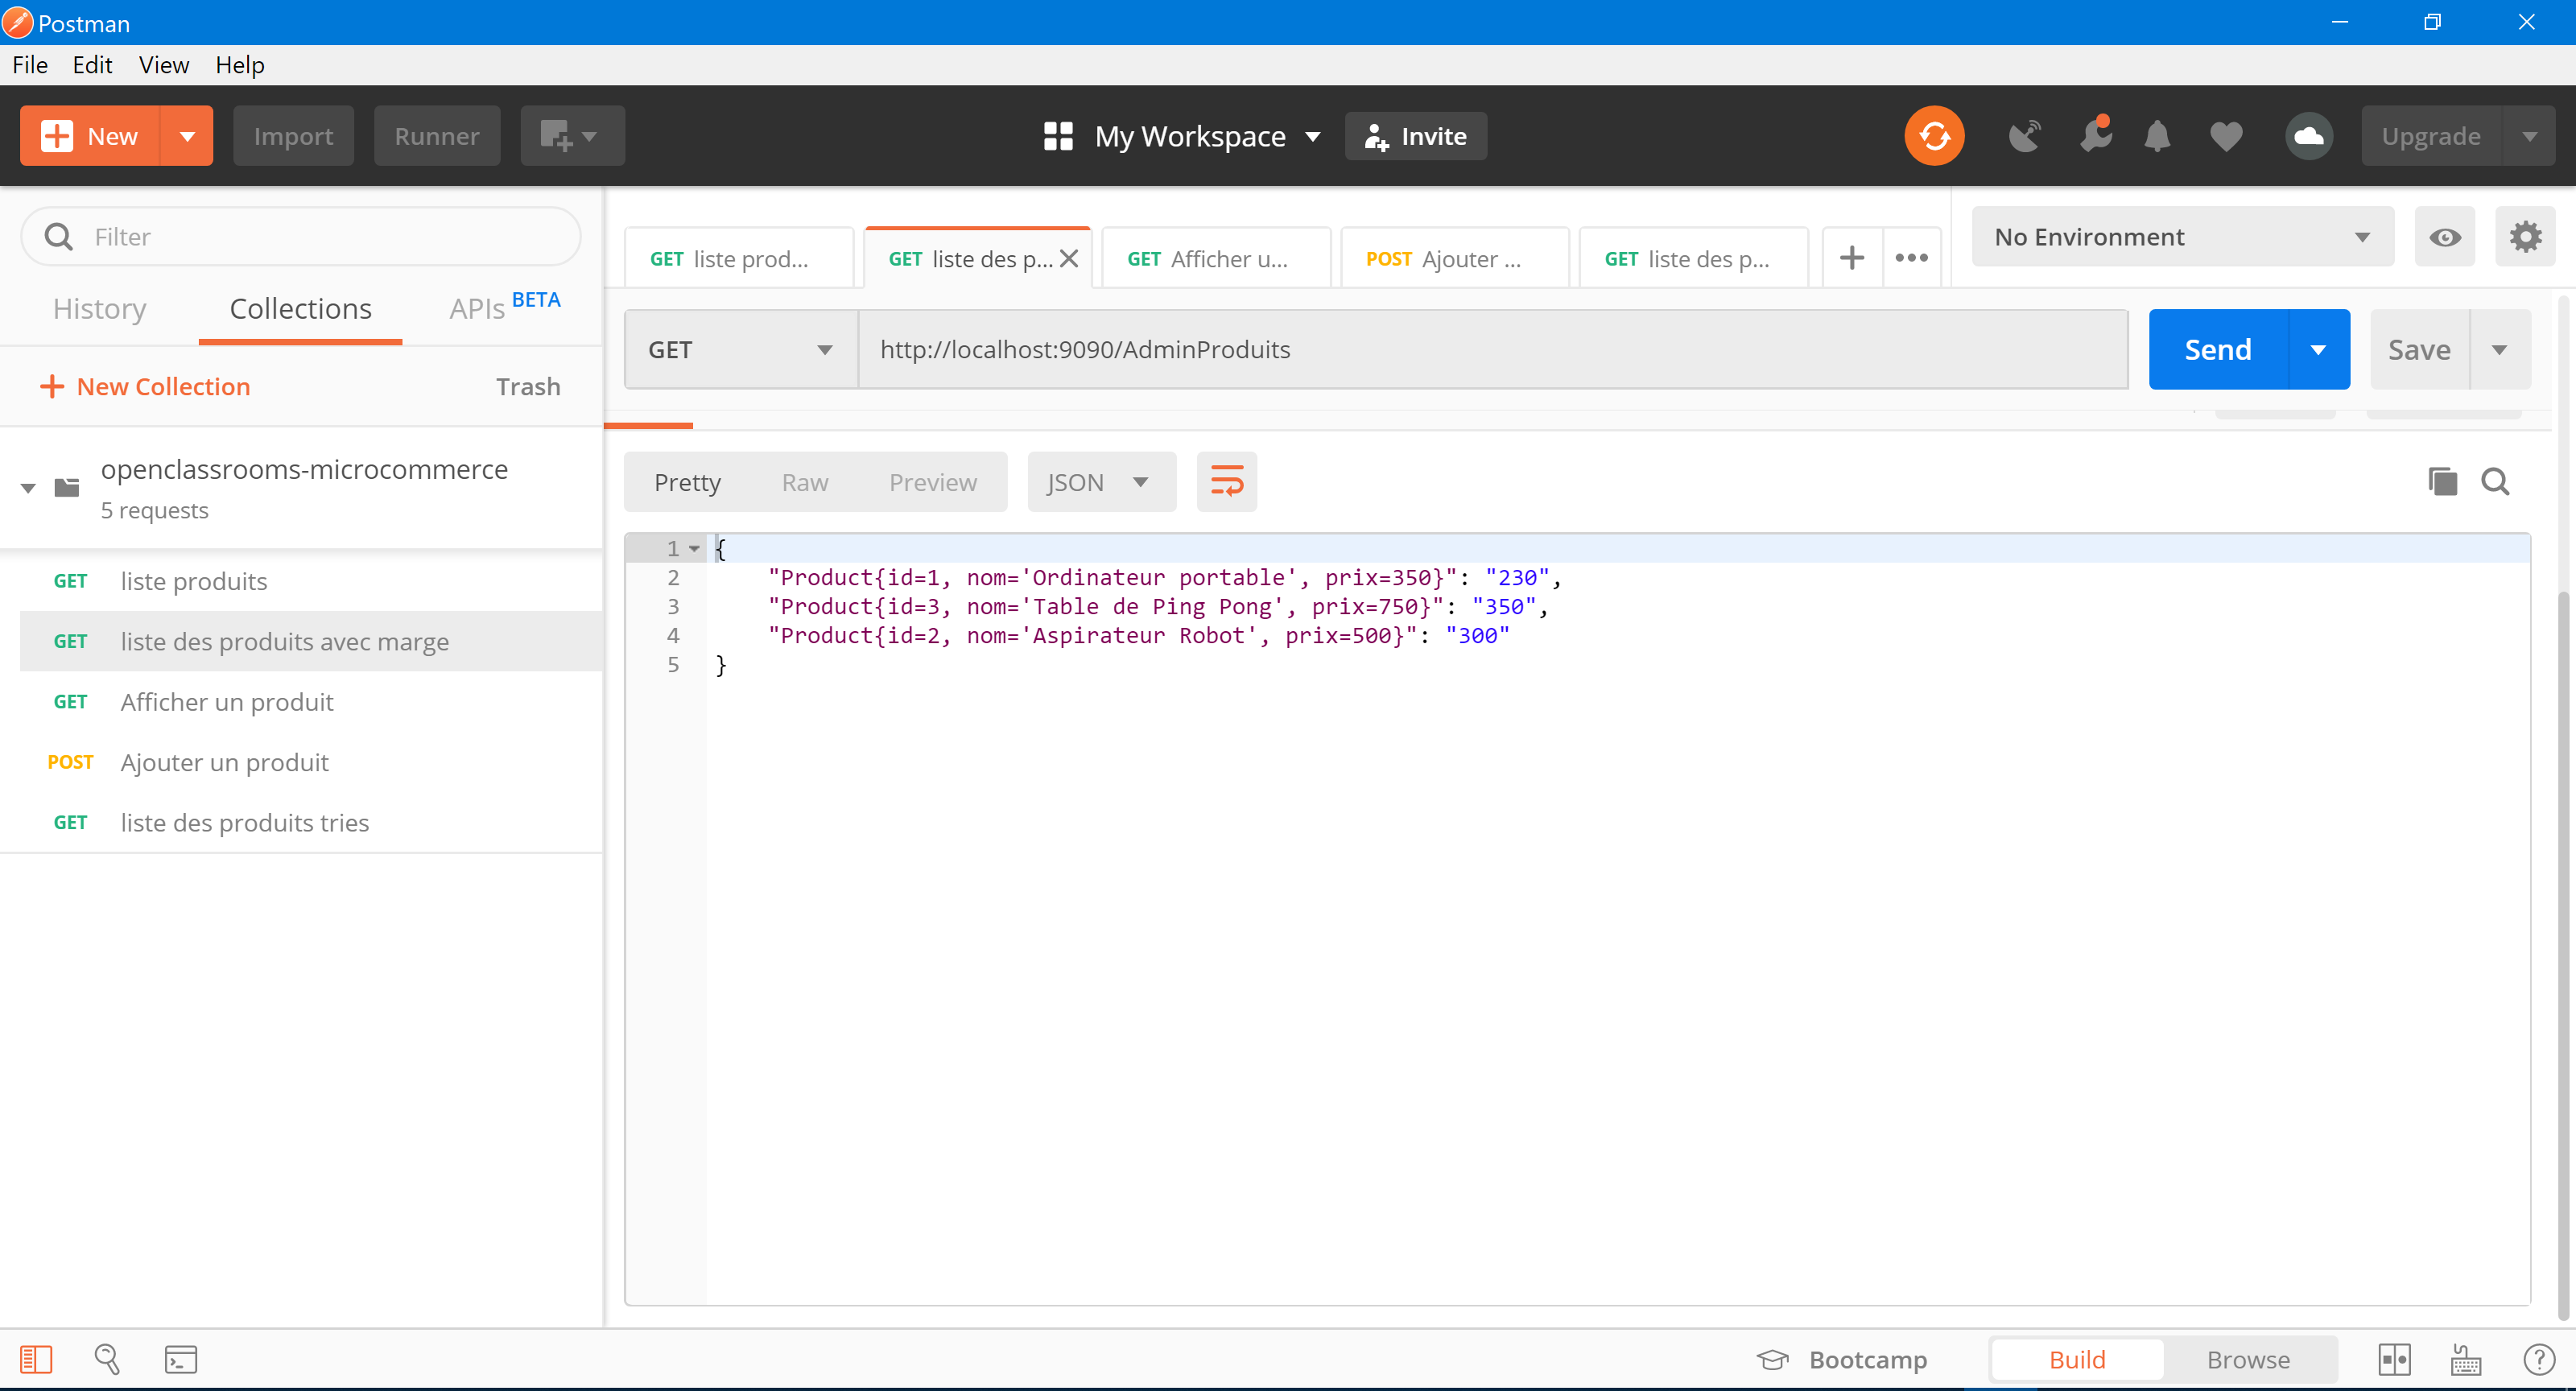 Postman
File Edit View Help
New Import Runner My Workspace Invite Upgrade
Filter
History Collections APIs BETA
+ New Collection Trash
openclassrooms-microcommerce
5 requests
GET liste produits
GET liste des produits avec marge
GET Afficher un produit
POST Ajouter un produit
GET liste des produits tries
GET liste prod... GET liste des p... GET Afficher u... POST Ajouter ... GET liste des p... + ••• No Environment
GET http://localhost:9090/AdminProduits Send Save
Pretty Raw Preview JSON
1 {
2 "Product{id=1, nom='Ordinateur portable', prix=350}": "230",
3 "Product{id=3, nom='Table de Ping Pong', prix=750}": "350",
4 "Product{id=2, nom='Aspirateur Robot', prix=500}": "300"
5 }
Bootcamp Build Browse ?